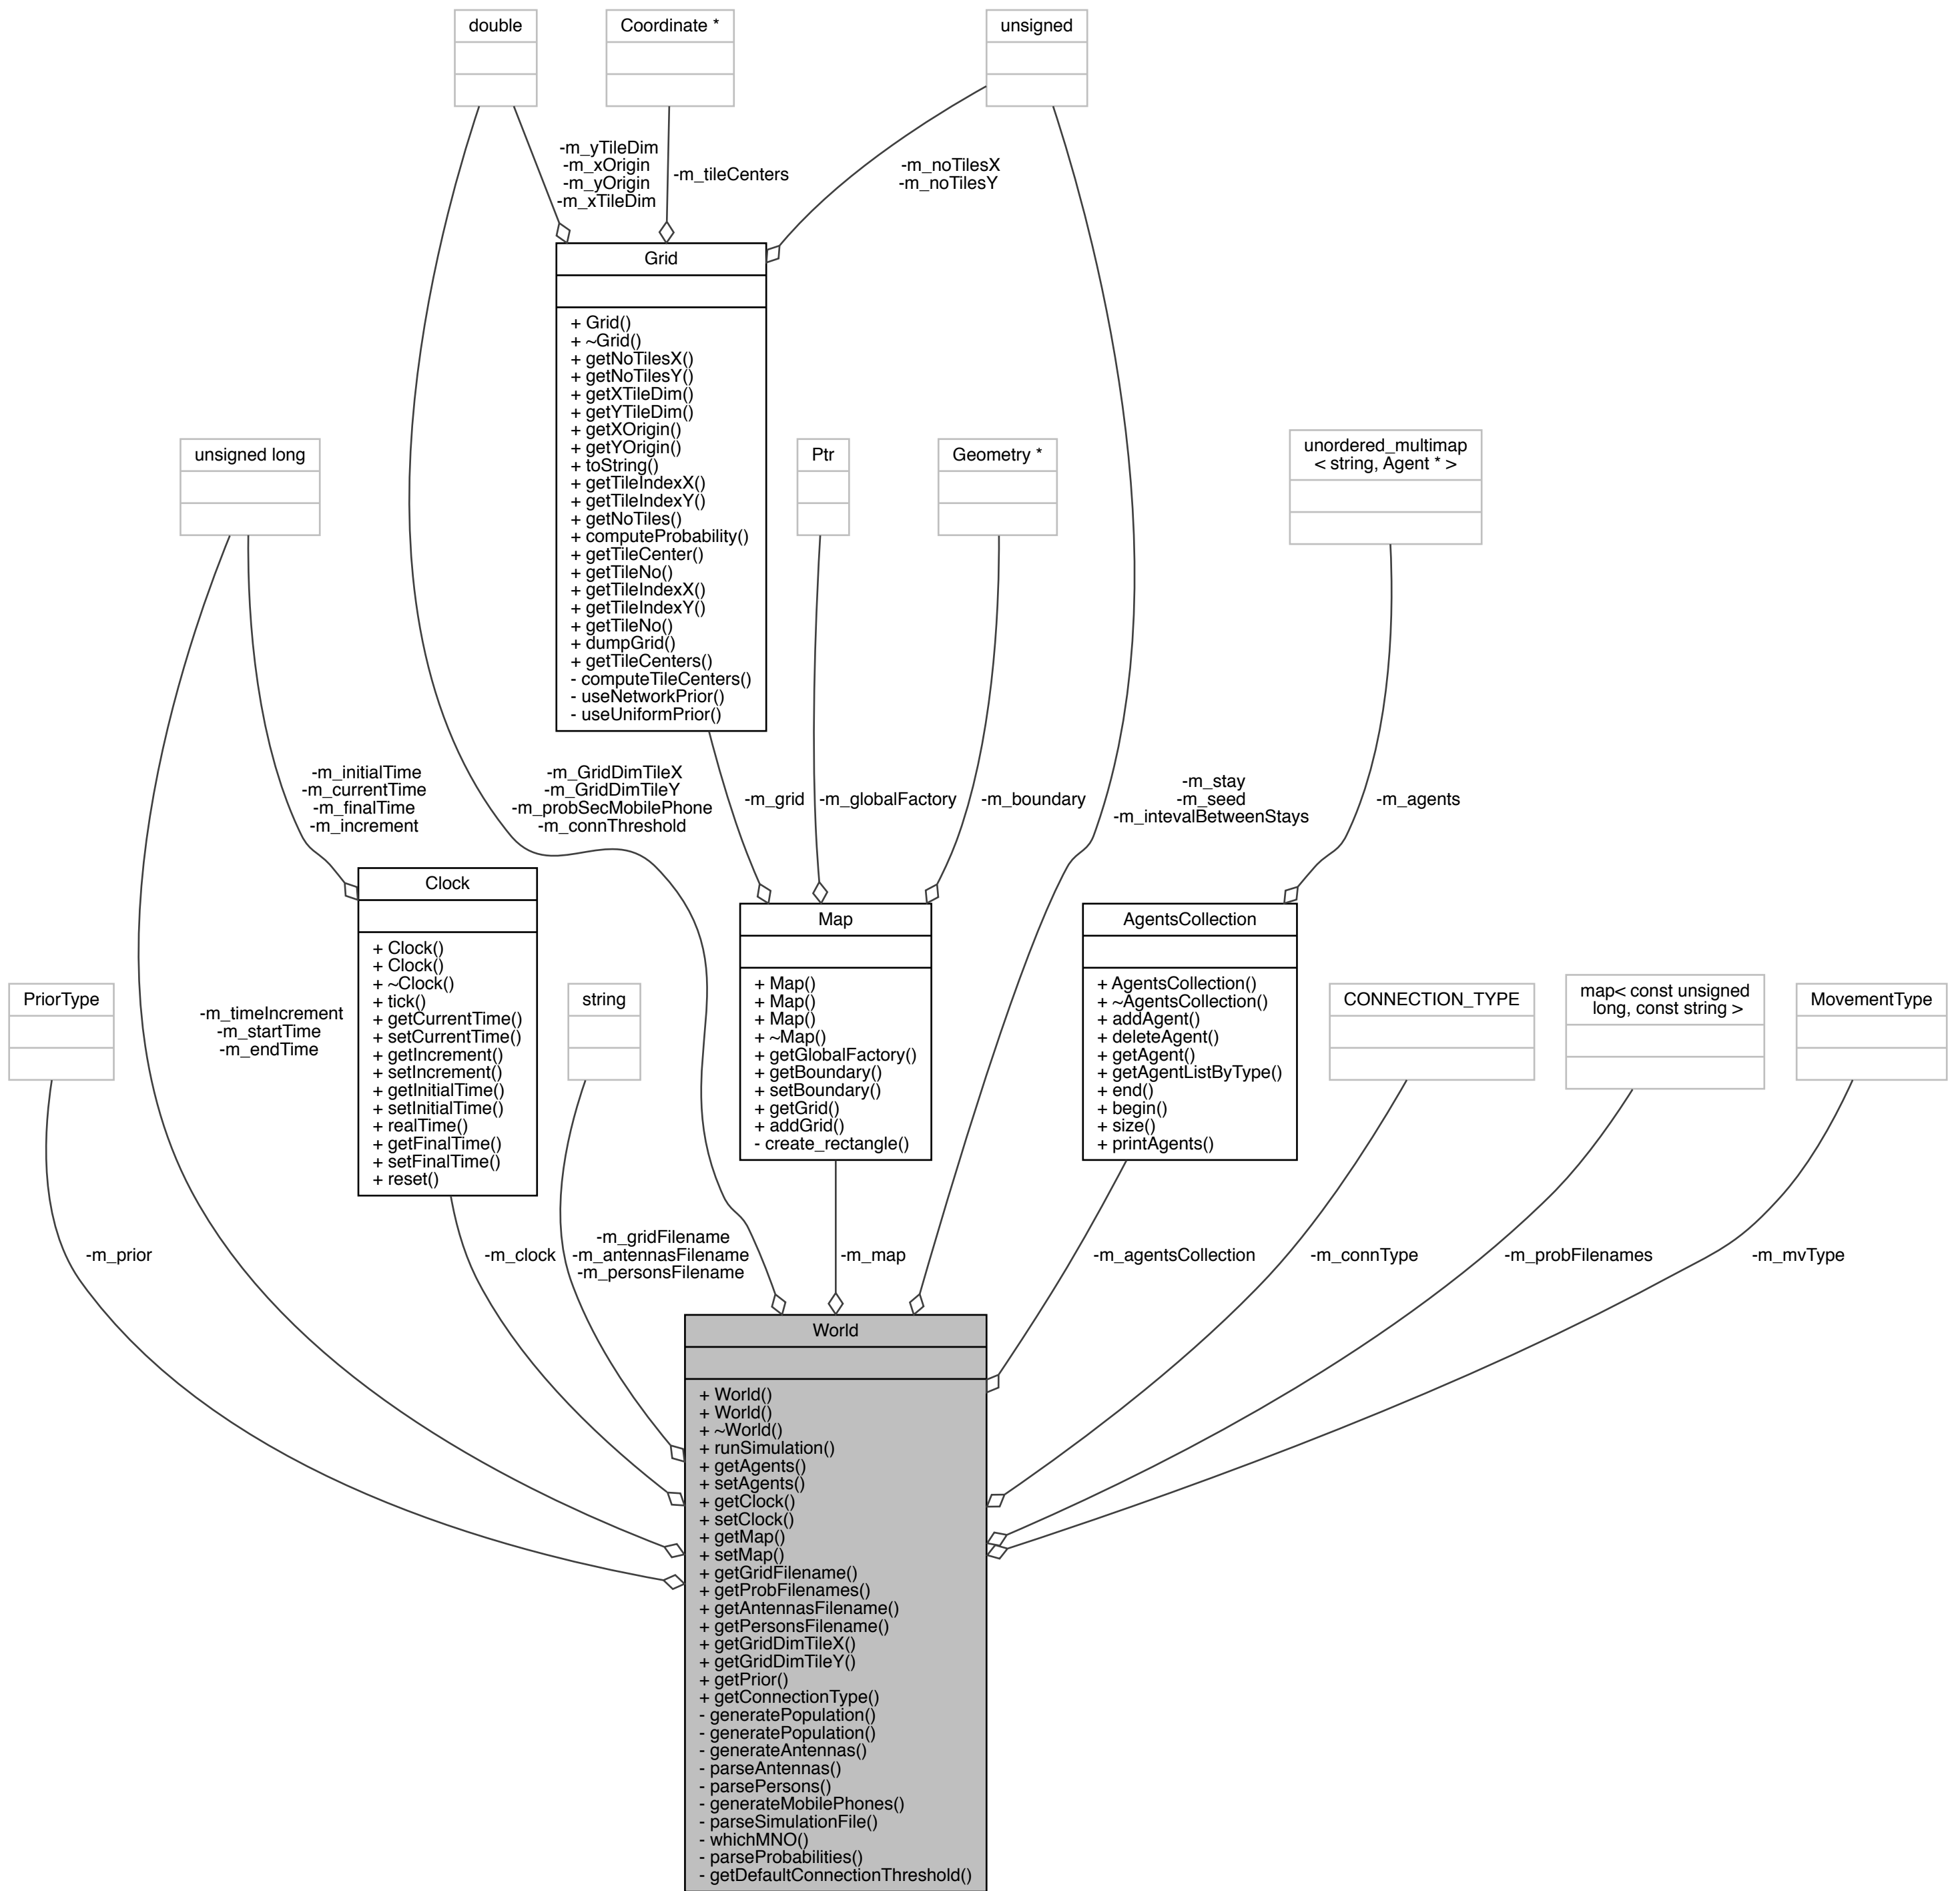 double
Coordinate *
unsigned
-m_yTileDim
-m_xOrigin
-m_yOrigin
-m_xTileDim
-m_tileCenters
-m_noTilesX
-m_noTilesY
Grid
+ Grid()
+ ~Grid()
+ getNoTilesX()
+ getNoTilesY()
+ getXTileDim()
+ getYTileDim()
+ getXOrigin()
+ getYOrigin()
+ toString()
+ getTileIndexX()
+ getTileIndexY()
+ getNoTiles()
+ computeProbability()
+ getTileCenter()
+ getTileNo()
+ getTileIndexX()
+ getTileIndexY()
+ getTileNo()
+ dumpGrid()
+ getTileCenters()
- computeTileCenters()
- useNetworkPrior()
- useUniformPrior()
unsigned long
Ptr
Geometry *
unordered_multimap
< string, Agent * >
-m_initialTime
-m_currentTime
-m_finalTime
-m_increment
-m_GridDimTileX
-m_GridDimTileY
-m_probSecMobilePhone
-m_connThreshold
-m_grid
-m_globalFactory
-m_boundary
-m_stay
-m_seed
-m_intevalBetweenStays
-m_agents
Clock
+ Clock()
+ Clock()
+ ~Clock()
+ tick()
+ getCurrentTime()
+ setCurrentTime()
+ getIncrement()
+ setIncrement()
+ getInitialTime()
+ setInitialTime()
+ realTime()
+ getFinalTime()
+ setFinalTime()
+ reset()
Map
+ Map()
+ Map()
+ Map()
+ ~Map()
+ getGlobalFactory()
+ getBoundary()
+ setBoundary()
+ getGrid()
+ addGrid()
- create_rectangle()
AgentsCollection
+ AgentsCollection()
+ ~AgentsCollection()
+ addAgent()
+ deleteAgent()
+ getAgent()
+ getAgentListByType()
+ end()
+ begin()
+ size()
+ printAgents()
PriorType
-m_timeIncrement
-m_startTime
-m_endTime
string
CONNECTION_TYPE
map< const unsigned
long, const string >
MovementType
-m_prior
-m_clock
-m_gridFilename
-m_antennasFilename
-m_personsFilename
-m_map
-m_agentsCollection
-m_connType
-m_probFilenames
-m_mvType
World
+ World()
+ World()
+ ~World()
+ runSimulation()
+ getAgents()
+ setAgents()
+ getClock()
+ setClock()
+ getMap()
+ setMap()
+ getGridFilename()
+ getProbFilenames()
+ getAntennasFilename()
+ getPersonsFilename()
+ getGridDimTileX()
+ getGridDimTileY()
+ getPrior()
+ getConnectionType()
- generatePopulation()
- generatePopulation()
- generateAntennas()
- parseAntennas()
- parsePersons()
- generateMobilePhones()
- parseSimulationFile()
- whichMNO()
- parseProbabilities()
- getDefaultConnectionThreshold()